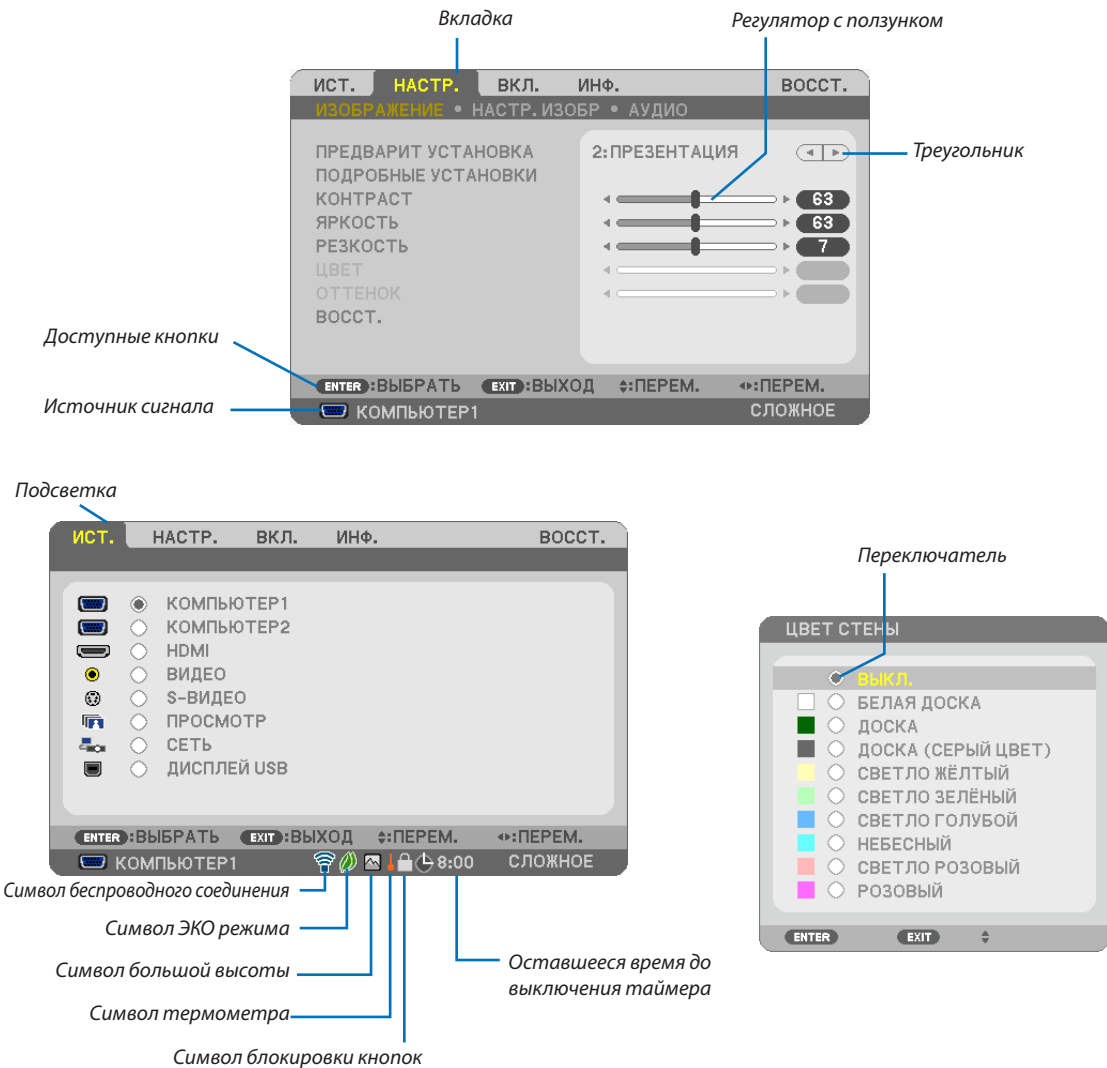 Вкладка
Регулятор с ползунком
ИСТ. НАСТР. ВКЛ. ИНФ. ВОССТ.
ИЗОБРАЖЕНИЕ • НАСТР. ИЗОБР • АУДИО
ПРЕДВАРИТ УСТАНОВКА 2:ПРЕЗЕНТАЦИЯ
Треугольник
ПОДРОБНЫЕ УСТАНОВКИ
КОНТРАСТ 63
ЯРКОСТЬ 63
РЕЗКОСТЬ 7
ЦВЕТ
ОТТЕНОК
ВОССТ.
Доступные кнопки
ENTER :ВЫБРАТЬ EXIT :ВЫХОД :ПЕРЕМ. :ПЕРЕМ.
Источник сигнала
КОМПЬЮТЕР1 СЛОЖНОЕ
Подсветка
ИСТ. НАСТР. ВКЛ. ИНФ. ВОССТ.
КОМПЬЮТЕР1
КОМПЬЮТЕР2
HDMI
ВИДЕО
S-ВИДЕО
ПРОСМОТР
СЕТЬ
ДИСПЛЕЙ USB
ENTER :ВЫБРАТЬ EXIT :ВЫХОД :ПЕРЕМ. :ПЕРЕМ.
КОМПЬЮТЕР1 8:00 СЛОЖНОЕ
Символ беспроводного соединения
Символ ЭКО режима
Символ большой высоты
Символ термометра
Символ блокировки кнопок
Оставшееся время до
выключения таймера
Переключатель
ЦВЕТ СТЕНЫ
ВЫКЛ.
БЕЛАЯ ДОСКА
ДОСКА
ДОСКА (СЕРЫЙ ЦВЕТ)
СВЕТЛО ЖЁЛТЫЙ
СВЕТЛО ЗЕЛЁНЫЙ
СВЕТЛО ГОЛУБОЙ
НЕБЕСНЫЙ
СВЕТЛО РОЗОВЫЙ
РОЗОВЫЙ
ENTER EXIT